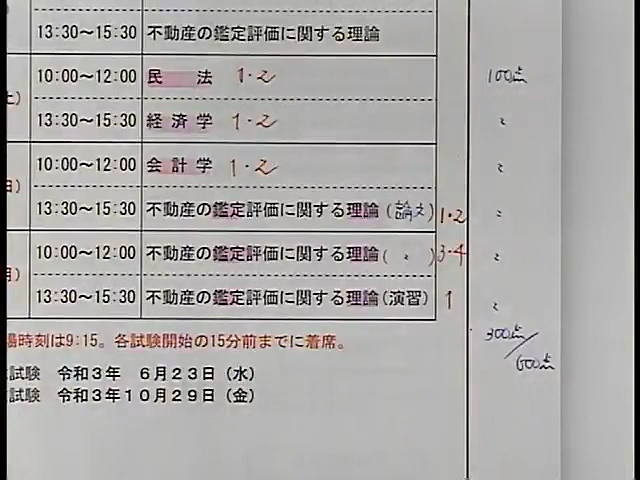 13:30～15:30 不動産の鑑定評価に関する理論
土) 10:00～12:00 民 法 1・2 100点
13:30～15:30 経 済 学 1・2 〃
日) 10:00～12:00 会 計 学 1・2 〃
13:30～15:30 不動産の鑑定評価に関する理論(論文) 1・2 〃
月) 10:00～12:00 不動産の鑑定評価に関する理論( 〃 ) 3・4 〃
13:30～15:30 不動産の鑑定評価に関する理論(演習) 1 〃
場時刻は9:15。各試験開始の15分前までに着席。
300点/600点
試験 令和3年 6月23日(水)
試験 令和3年10月29日(金)